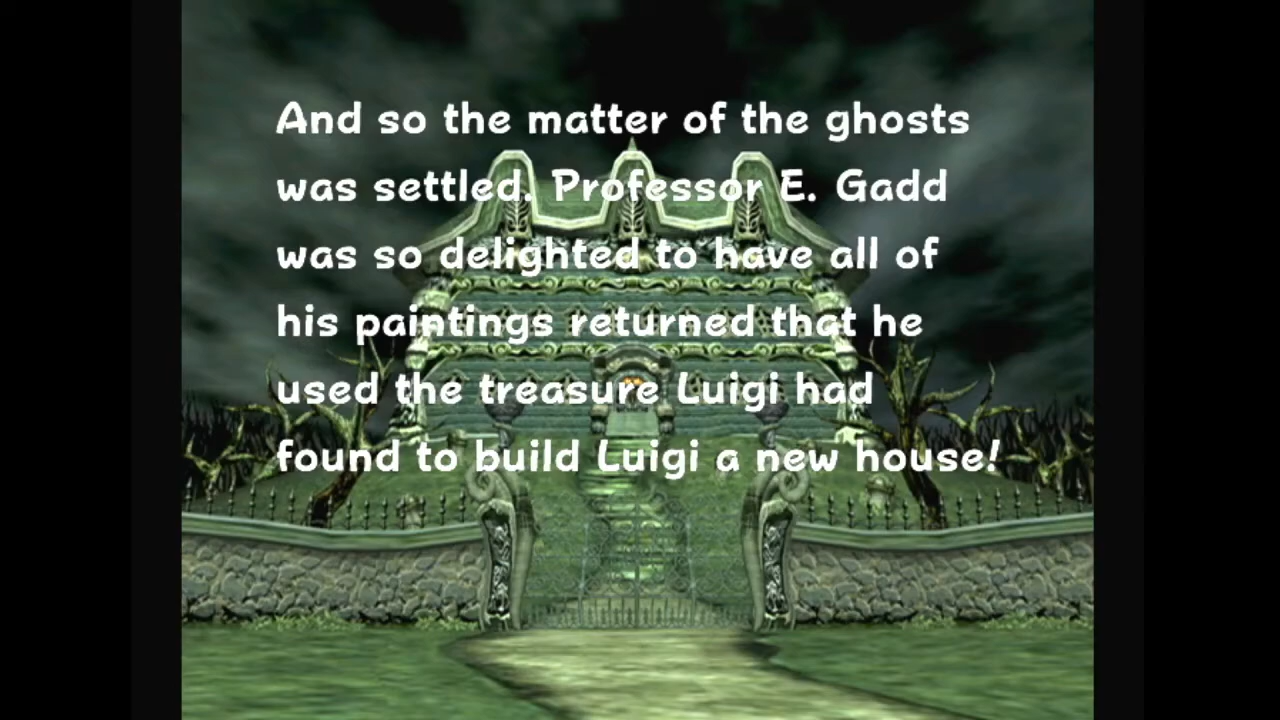 And so the matter of the ghosts
was settled. Professor E. Gadd
was so delighted to have all of
his paintings returned that he
used the treasure Luigi had
found to build Luigi a new house!